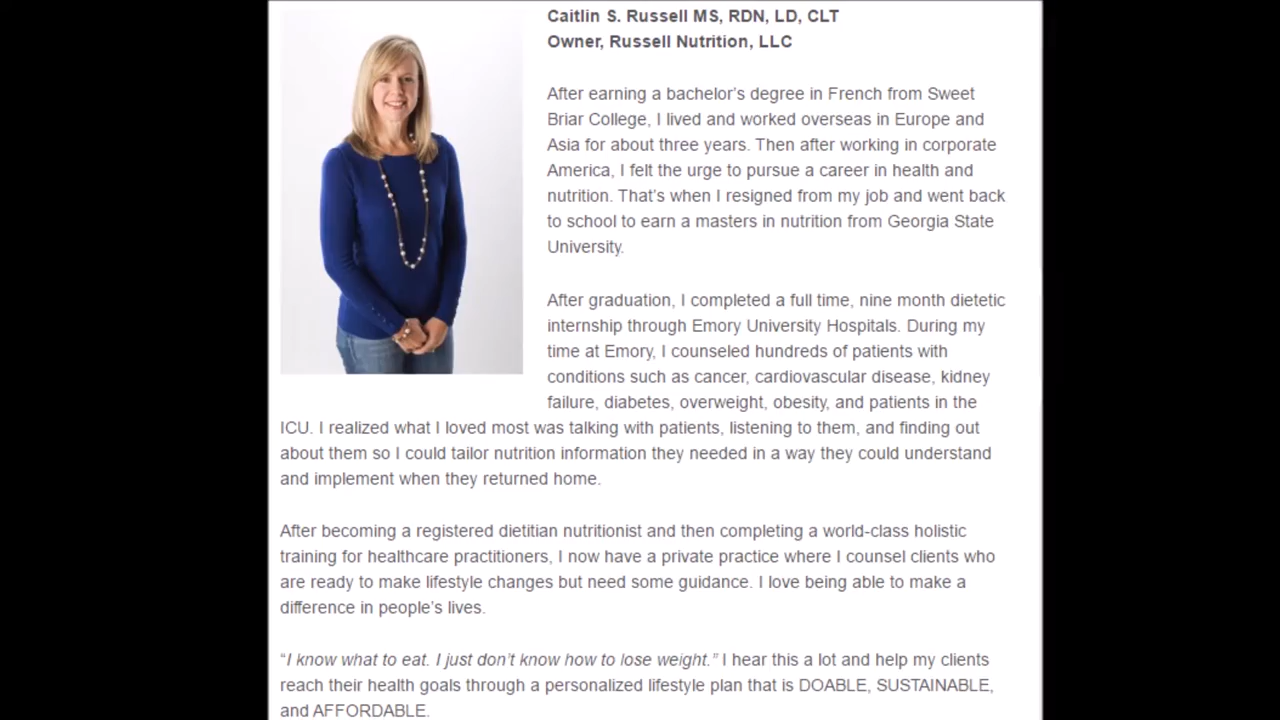 Caitlin S. Russell MS, RDN, LD, CLT
Owner, Russell Nutrition, LLC
After earning a bachelor's degree in French from Sweet
Briar College, I lived and worked overseas in Europe and
Asia for about three years. Then after working in corporate
America, I felt the urge to pursue a career in health and
nutrition. That's when I resigned from my job and went back
to school to earn a masters in nutrition from Georgia State
University.
After graduation, I completed a full time, nine month dietetic
internship through Emory University Hospitals. During my
time at Emory, I counseled hundreds of patients with
conditions such as cancer, cardiovascular disease, kidney
failure, diabetes, overweight, obesity, and patients in the
ICU. I realized what I loved most was talking with patients, listening to them, and finding out
about them so I could tailor nutrition information they needed in a way they could understand
and implement when they returned home.
After becoming a registered dietitian nutritionist and then completing a world-class holistic
training for healthcare practitioners, I now have a private practice where I counsel clients who
are ready to make lifestyle changes but need some guidance. I love being able to make a
difference in people's lives.
“I know what to eat. I just don't know how to lose weight.” I hear this a lot and help my clients
reach their health goals through a personalized lifestyle plan that is DOABLE, SUSTAINABLE,
and AFFORDABLE.